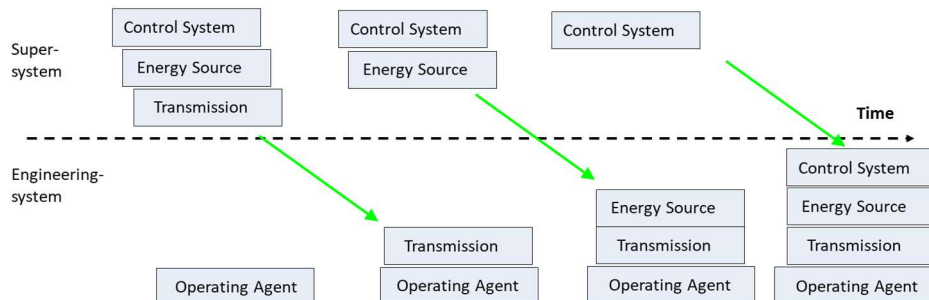 Control System
Control System
Control System
Super-
system
Energy Source
Energy Source
Transmission
Time
Engineering-
system
Control System
Energy Source
Energy Source
Transmission
Transmission
Transmission
Operating Agent
Operating Agent
Operating Agent
Operating Agent